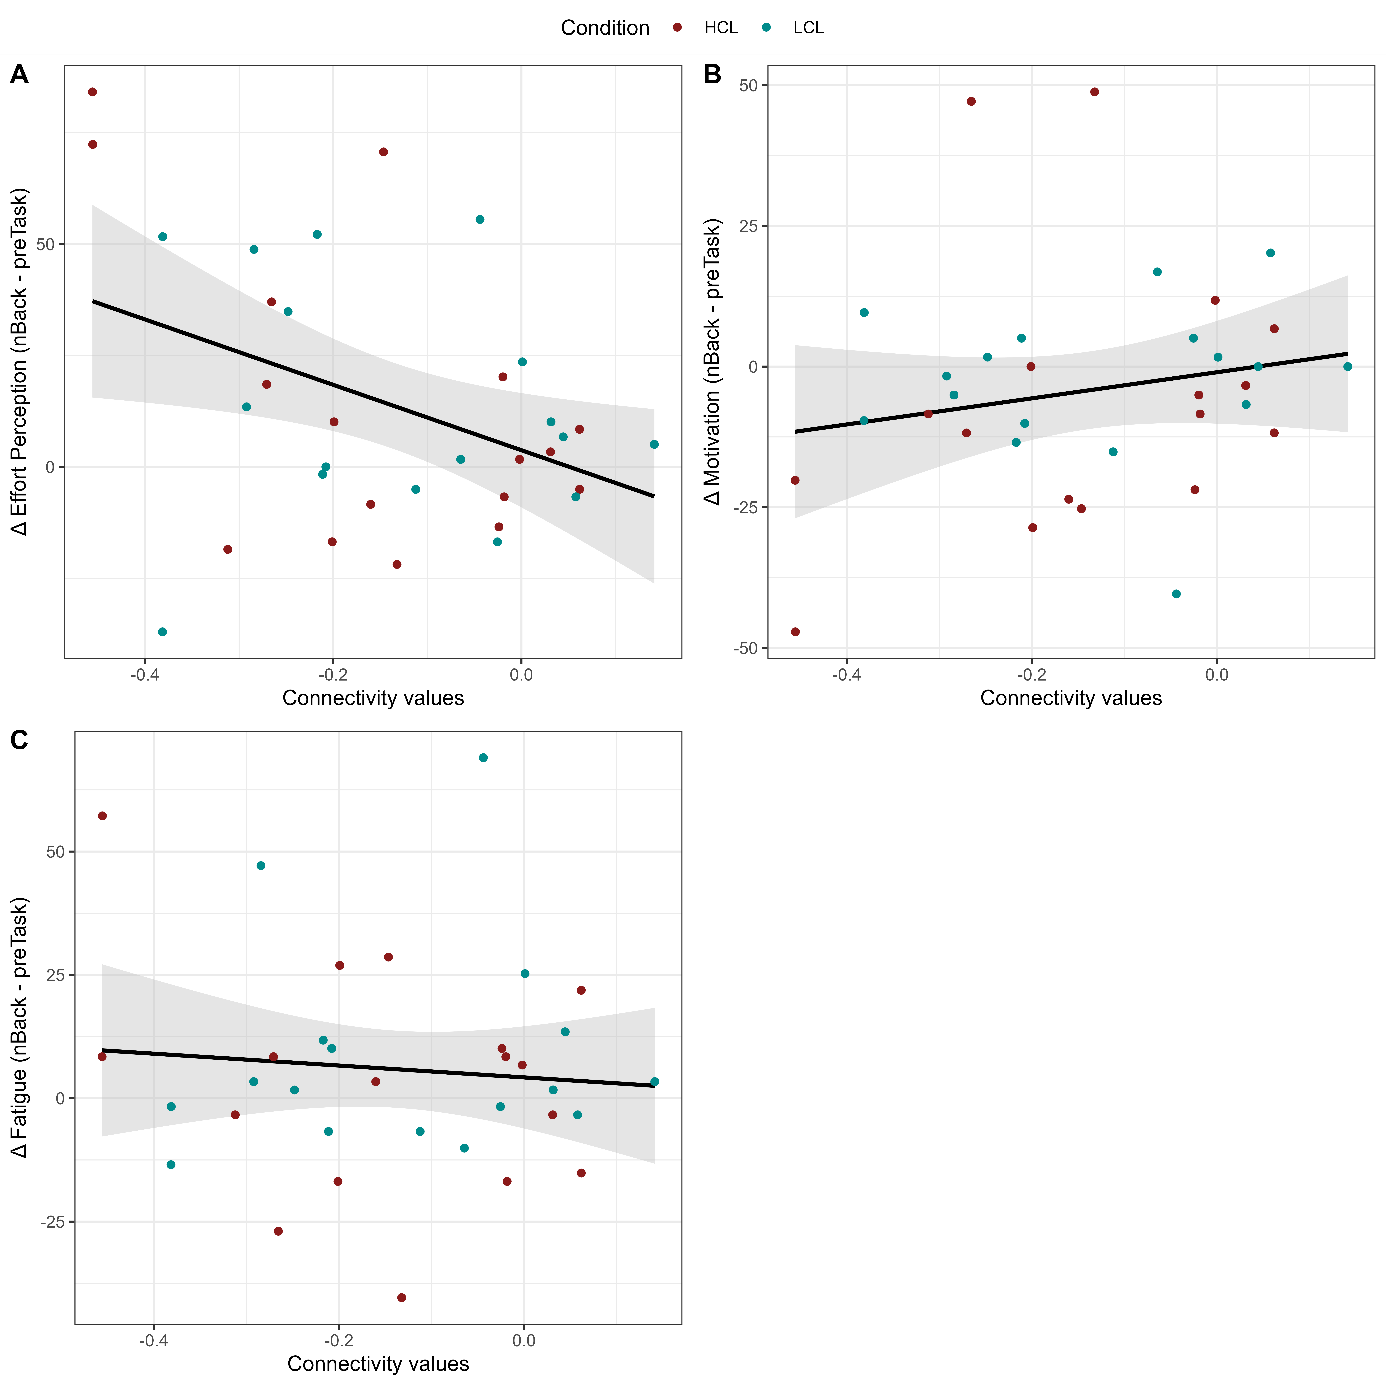 Condition HCL LCL
A
Δ Effort Perception (nBack - preTask)
50
0
-0.4 -0.2 0.0
Connectivity values
B
Δ Motivation (nBack - preTask)
50
25
0
-25
-50
-0.4 -0.2 0.0
Connectivity values
C
Δ Fatigue (nBack - preTask)
50
25
0
-25
-0.4 -0.2 0.0
Connectivity values